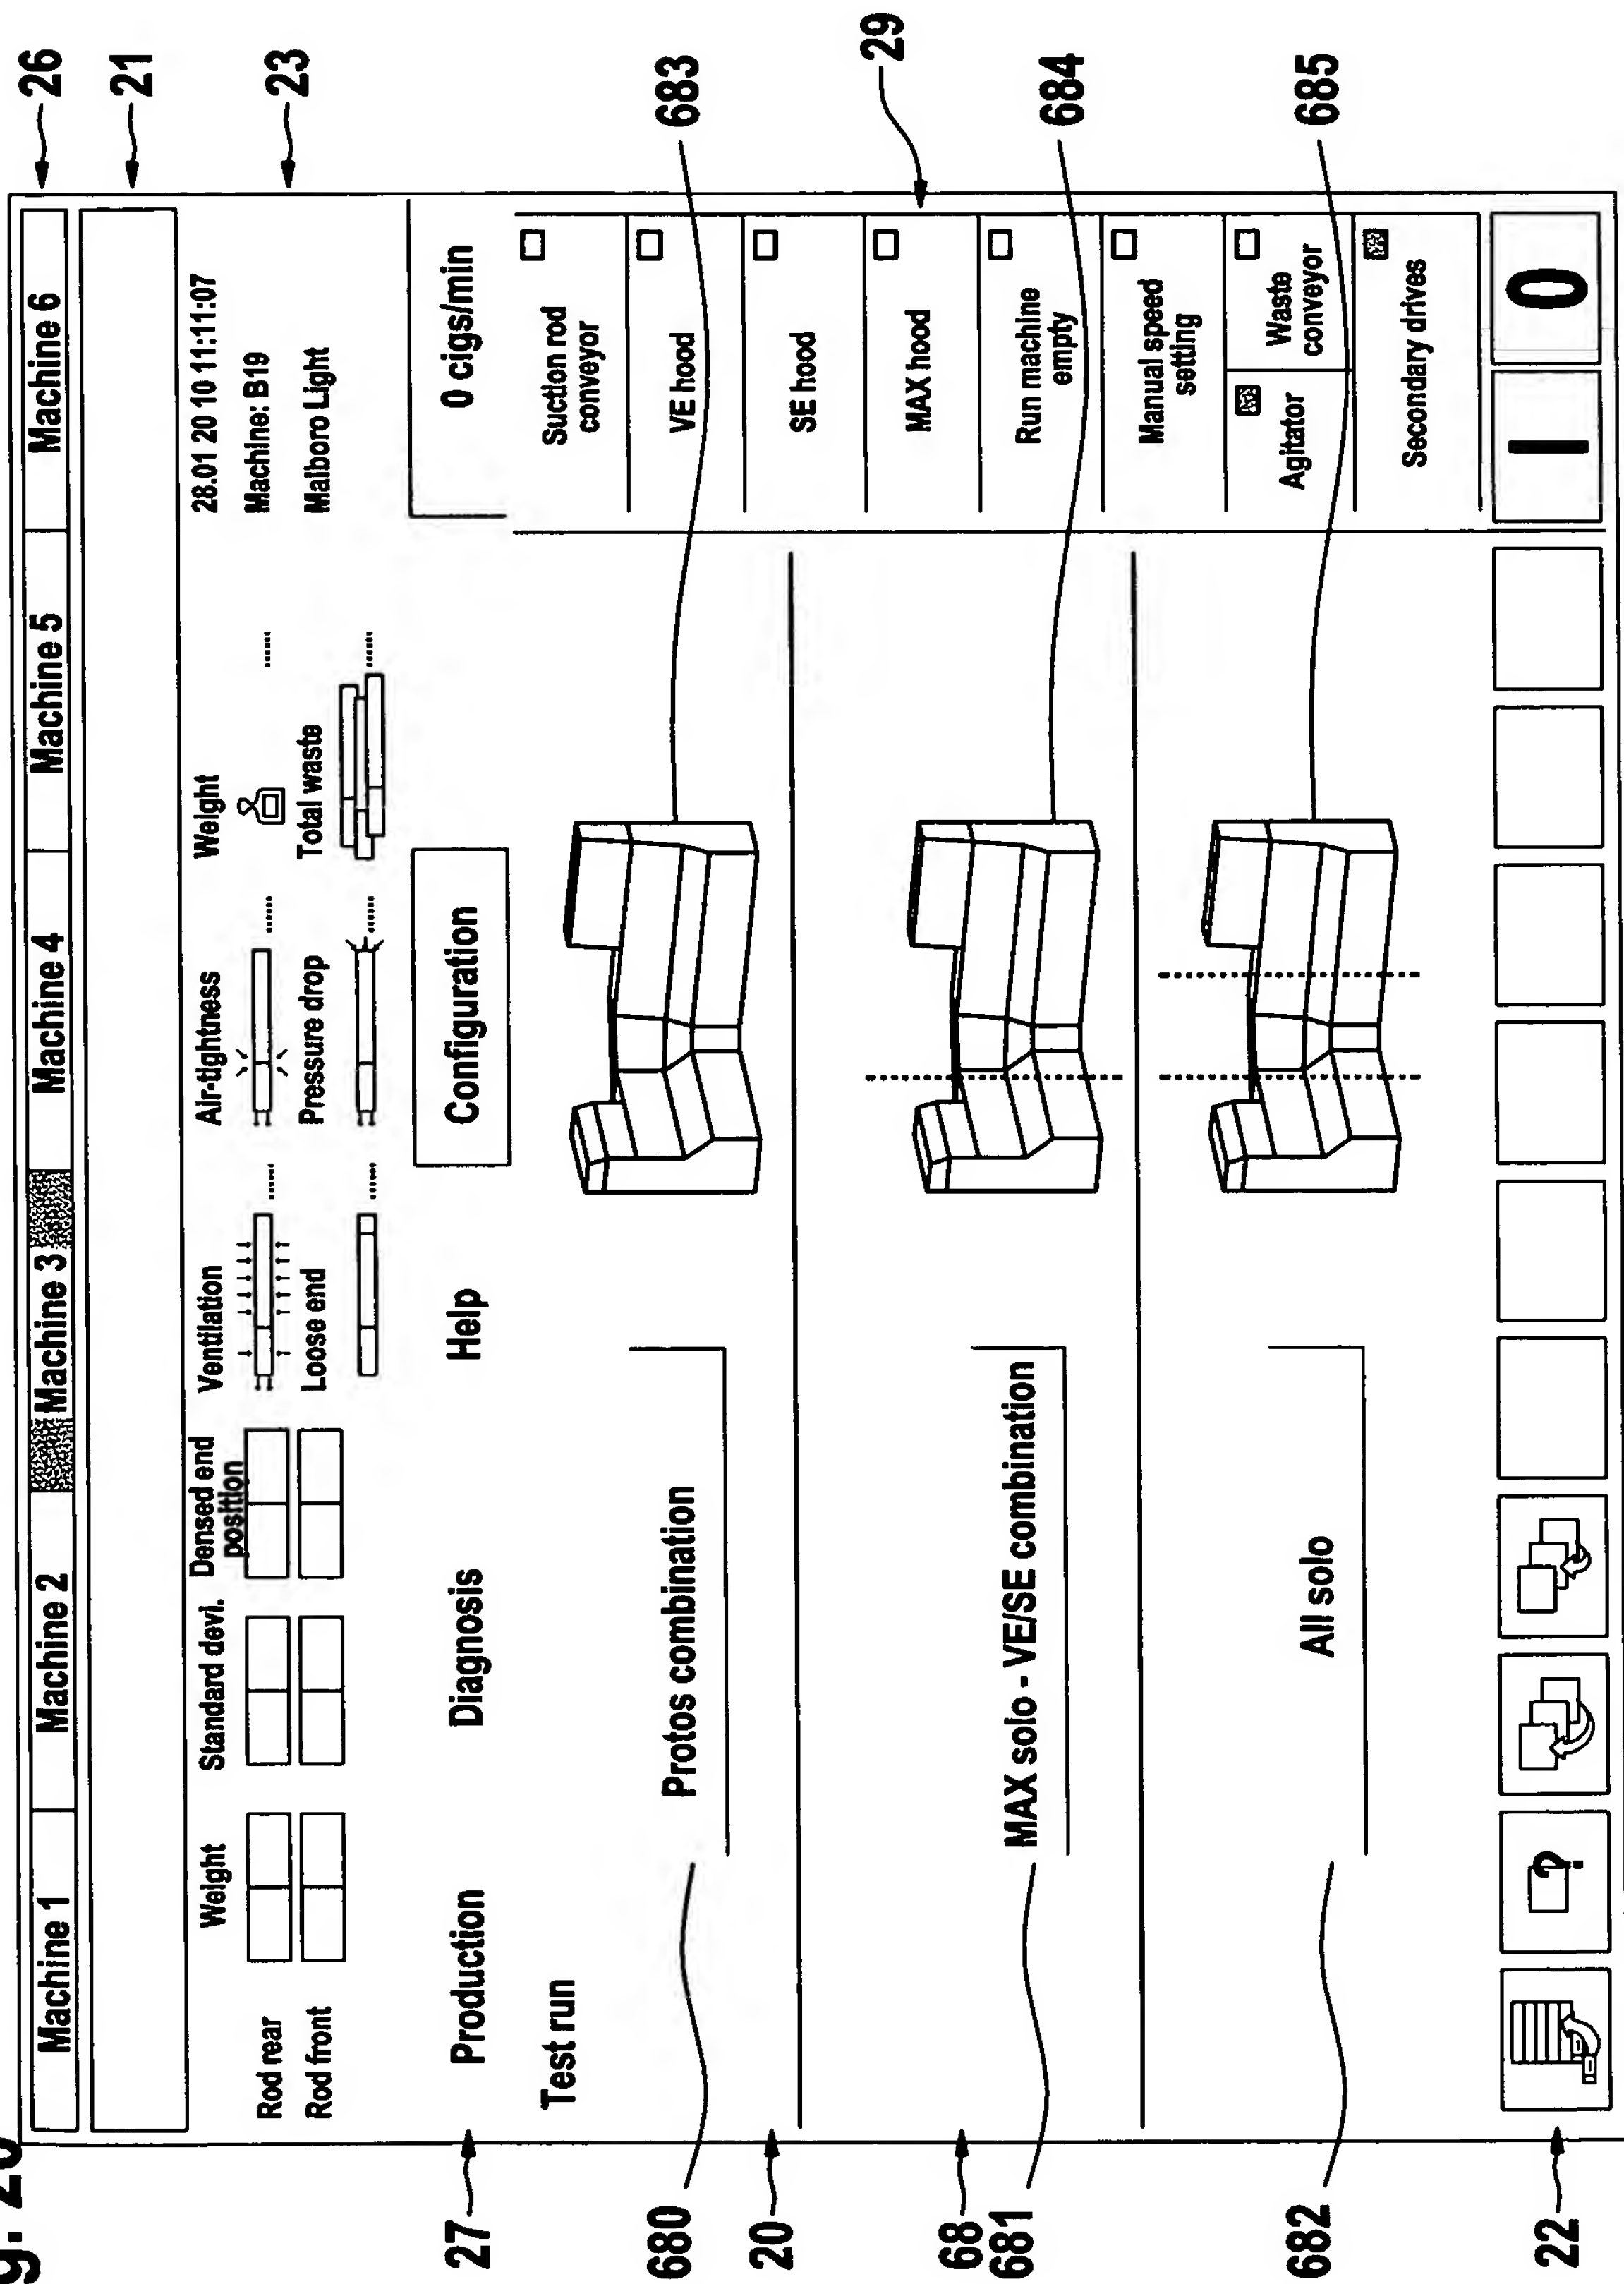 26
21
23
Machine 1
Machine 2
Machine 3
Machine 4
Machine 5
Machine 6
Weight
Standard devi.
Densed end
position
Ventilation
Air-tightness
Weight
28.01 20 10 11:11:07
Rod rear
......
......
......
Machine: B19
Rod front
Loose end
Pressure drop
Total waste
Malboro Light
......
......
......
27
Production
Diagnosis
Help
Configuration
0 cigs/min
Test run
Suction rod
conveyor
680
Protos combination
683
VE hood
20
SE hood
29
68
MAX hood
681
MAX solo - VE/SE combination
684
Run machine
empty
Manual speed
setting
682
All solo
685
Agitator
Waste
conveyor
Secondary drives
22
?
I
0